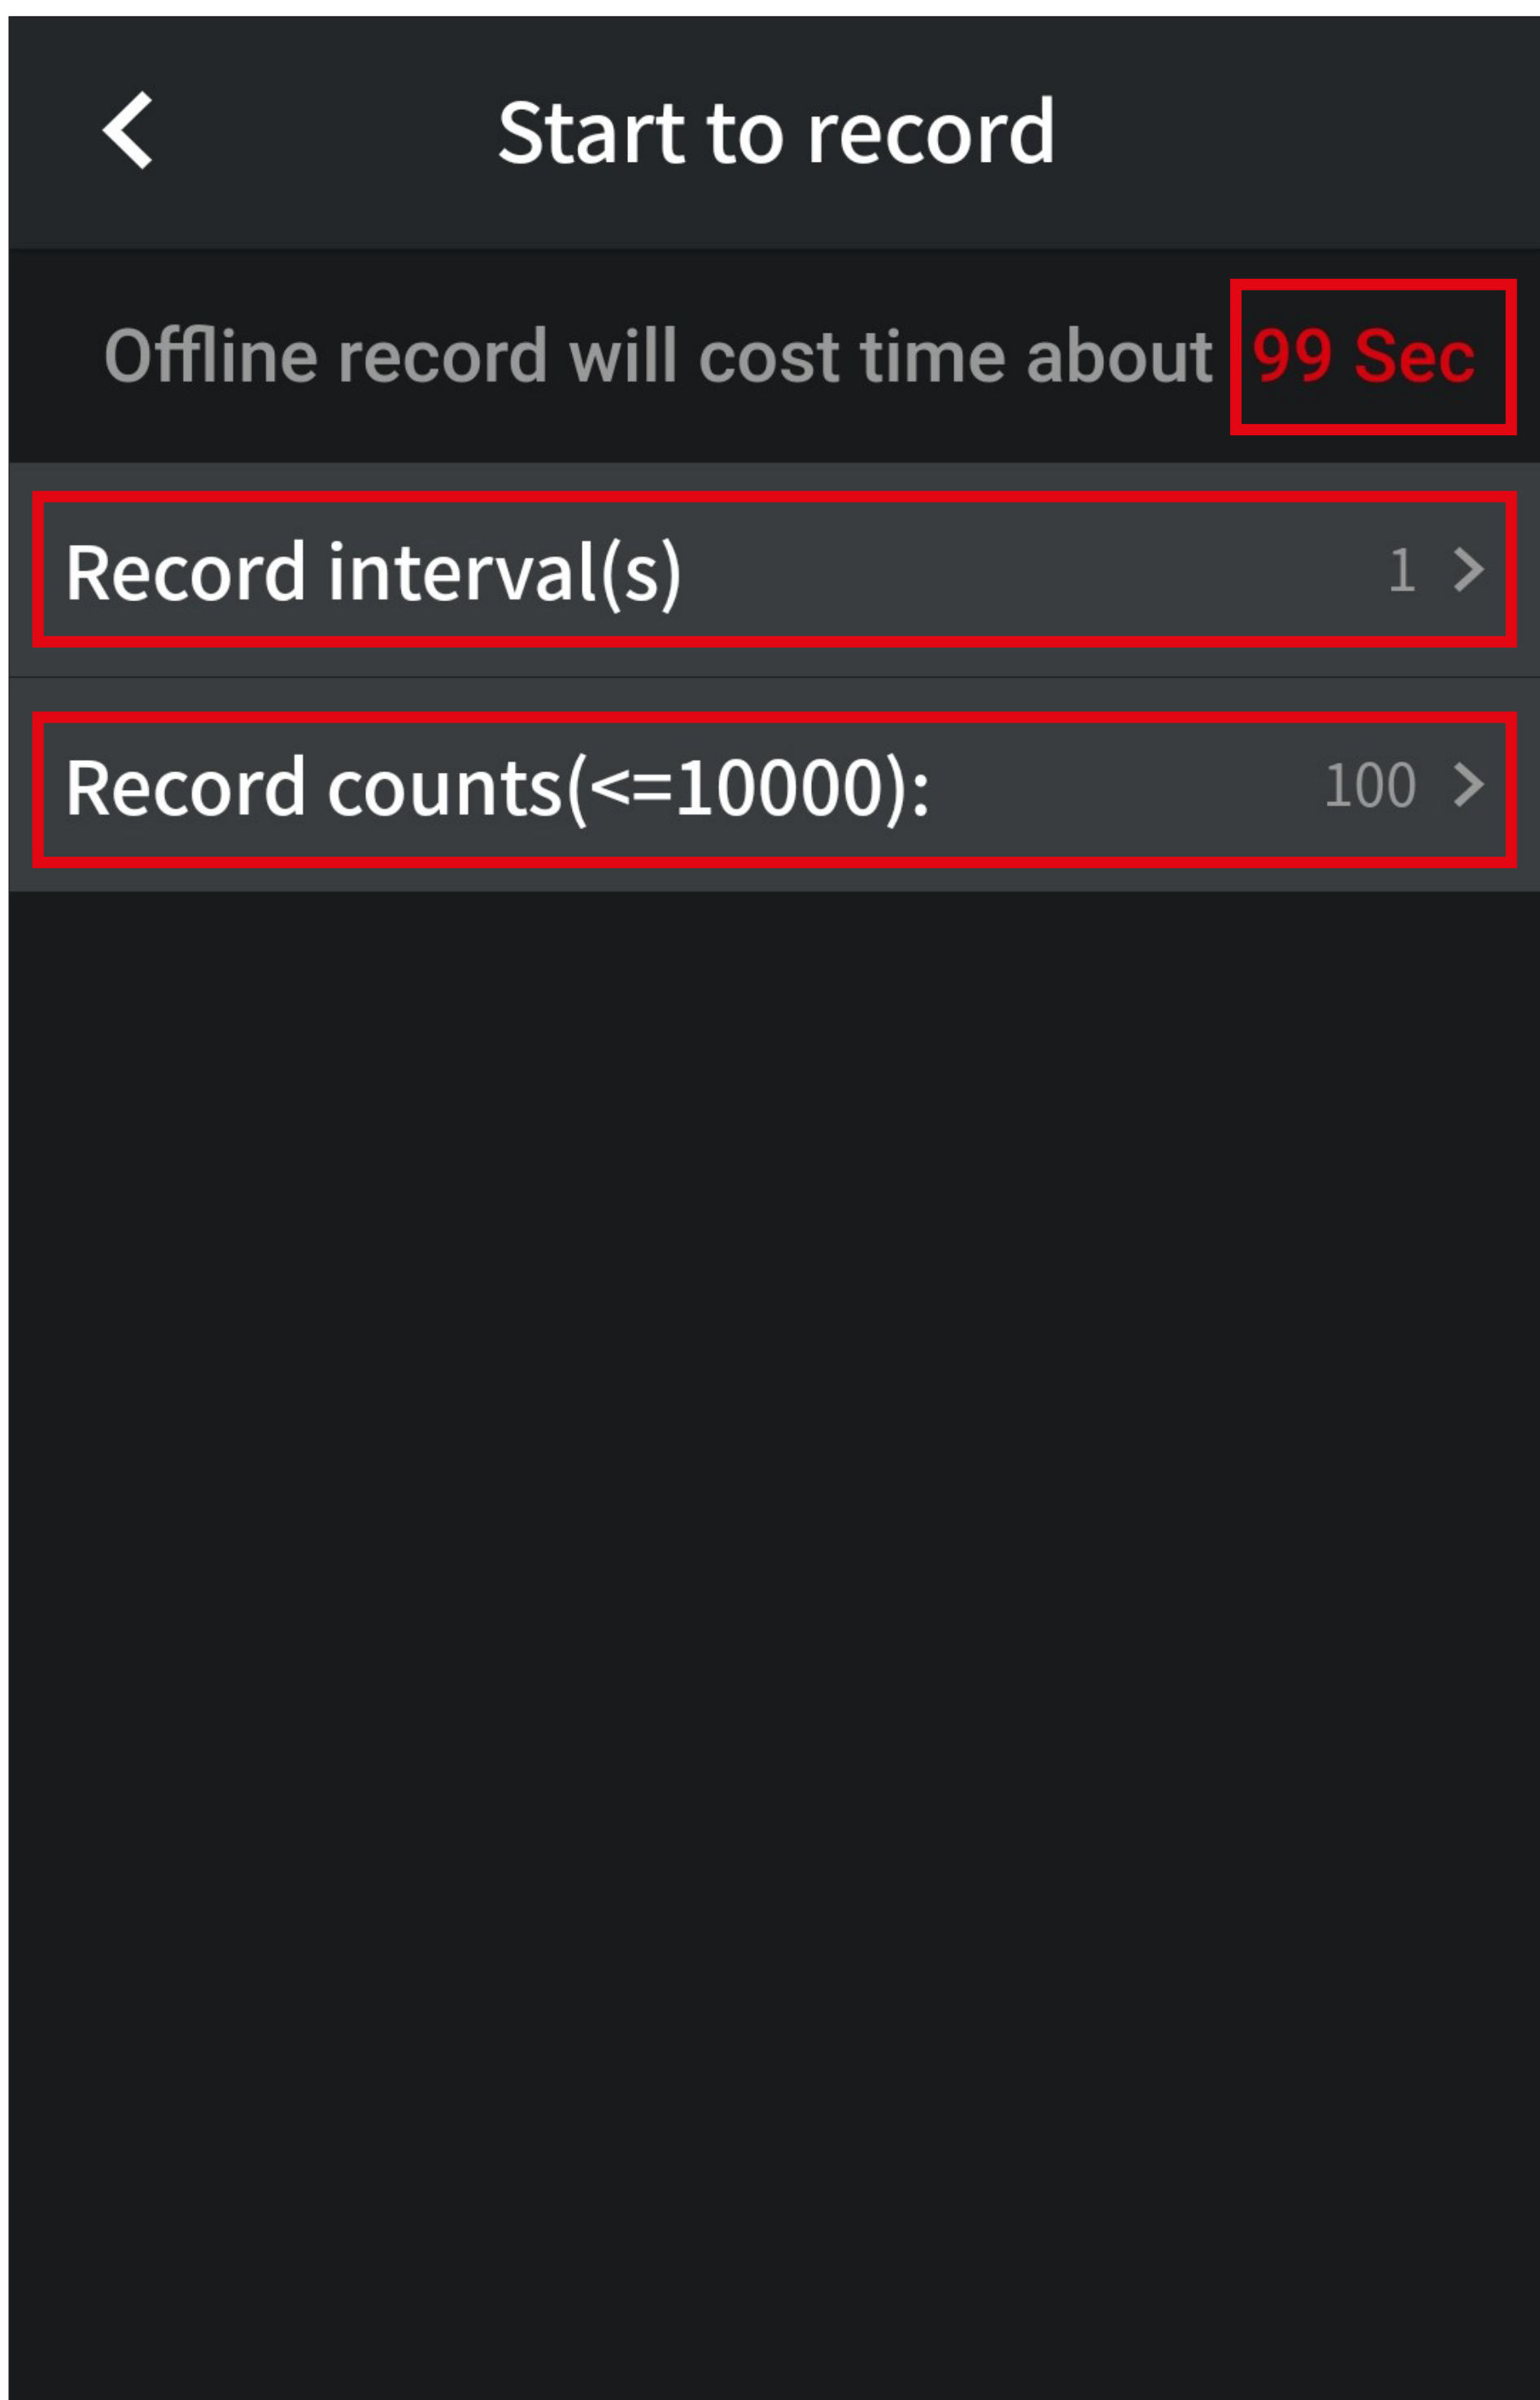 Start to record
Offline record will cost time about 99 Sec
Record interval(s) 1
Record counts(<=10000): 100